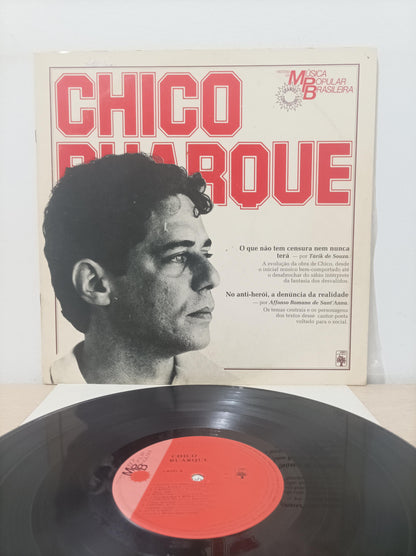 CHICO
BUARQUE
MÚSICA
POPULAR
BRASILEIRA
O que não tem censura nem nunca
terá — por Tárik de Souza.
A evolução da obra de Chico, desde
o inicial músico bem-comportado até
o desabrochar do sábio intérprete
da fantasia dos desvalidos.
No anti-herói, a denúncia da realidade
— por Affonso Romano de Sant'Anna.
Os temas centrais e os personagens
dos textos desse cantor-poeta
voltado para o social.
CHICO
BUARQUE